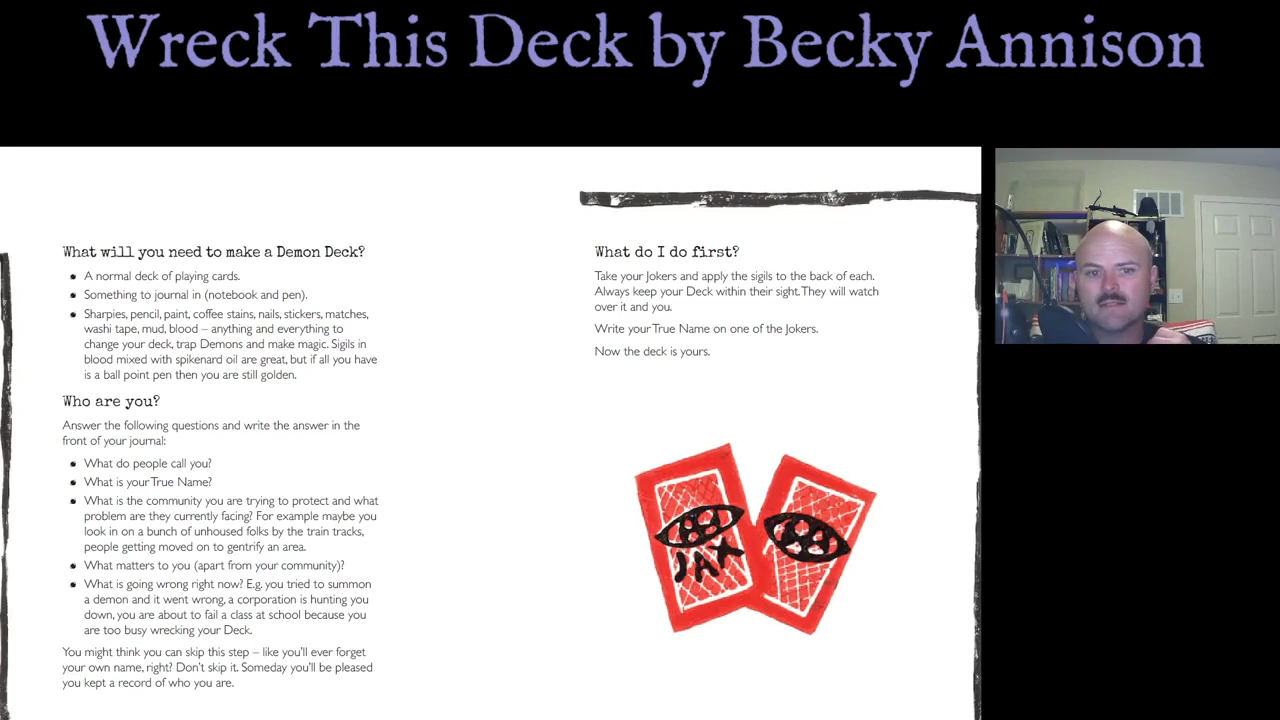 Wreck This Deck by Becky Annison
What will you need to make a Demon Deck?
A normal deck of playing cards.
Something to journal in (notebook and pen).
Sharpies, pencil, paint, coffee stains, nails, stickers, matches,
washi tape, mud, blood – anything and everything to
change your deck, trap Demons and make magic. Sigils in
blood mixed with spikenard oil are great, but if all you have
is a ball point pen then you are still golden.
Who are you?
Answer the following questions and write the answer in the
front of your journal:
What do people call you?
What is your True Name?
What is the community you are trying to protect and what
problem are they currently facing? For example maybe you
look in on a bunch of unhoused folks by the train tracks,
people getting moved on to gentrify an area.
What matters to you (apart from your community)?
What is going wrong right now? E.g. you tried to summon
a demon and it went wrong, a corporation is hunting you
down, you are about to fail a class at school because you
are too busy wrecking your Deck.
You might think you can skip this step – like you'll ever forget
your own name, right? Don't skip it. Someday you'll be pleased
you kept a record of who you are.
What do I do first?
Take your Jokers and apply the sigils to the back of each.
Always keep your Deck within their sight. They will watch
over it and you.
Write your True Name on one of the Jokers.
Now the deck is yours.
JAX